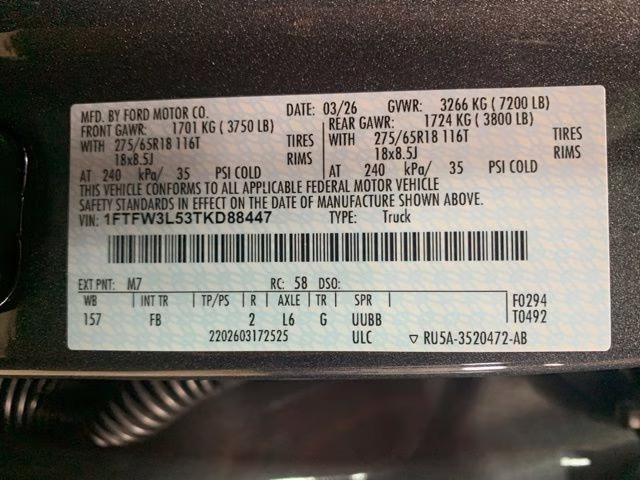 MFD. BY FORD MOTOR CO. DATE: 03/26 GVWR: 3266 KG ( 7200 LB)
FRONT GAWR: 1701 KG ( 3750 LB) REAR GAWR: 1724 KG ( 3800 LB)
WITH 275/65R18 116T TIRES WITH 275/65R18 116T TIRES
18x8.5J RIMS 18x8.5J RIMS
AT 240 kPa/ 35 PSI COLD AT 240 kPa/ 35 PSI COLD
THIS VEHICLE CONFORMS TO ALL APPLICABLE FEDERAL MOTOR VEHICLE
SAFETY STANDARDS IN EFFECT ON THE DATE OF MANUFACTURE SHOWN ABOVE.
VIN: 1FTFW3L53TKD88447 TYPE: Truck
EXT PNT: M7 RC: 58 DSO:
WB INT TR TP/PS R AXLE TR SPR F0294
157 FB 2 L6 G UUBB T0492
2202603172525 ULC ▽ RU5A-3520472-AB